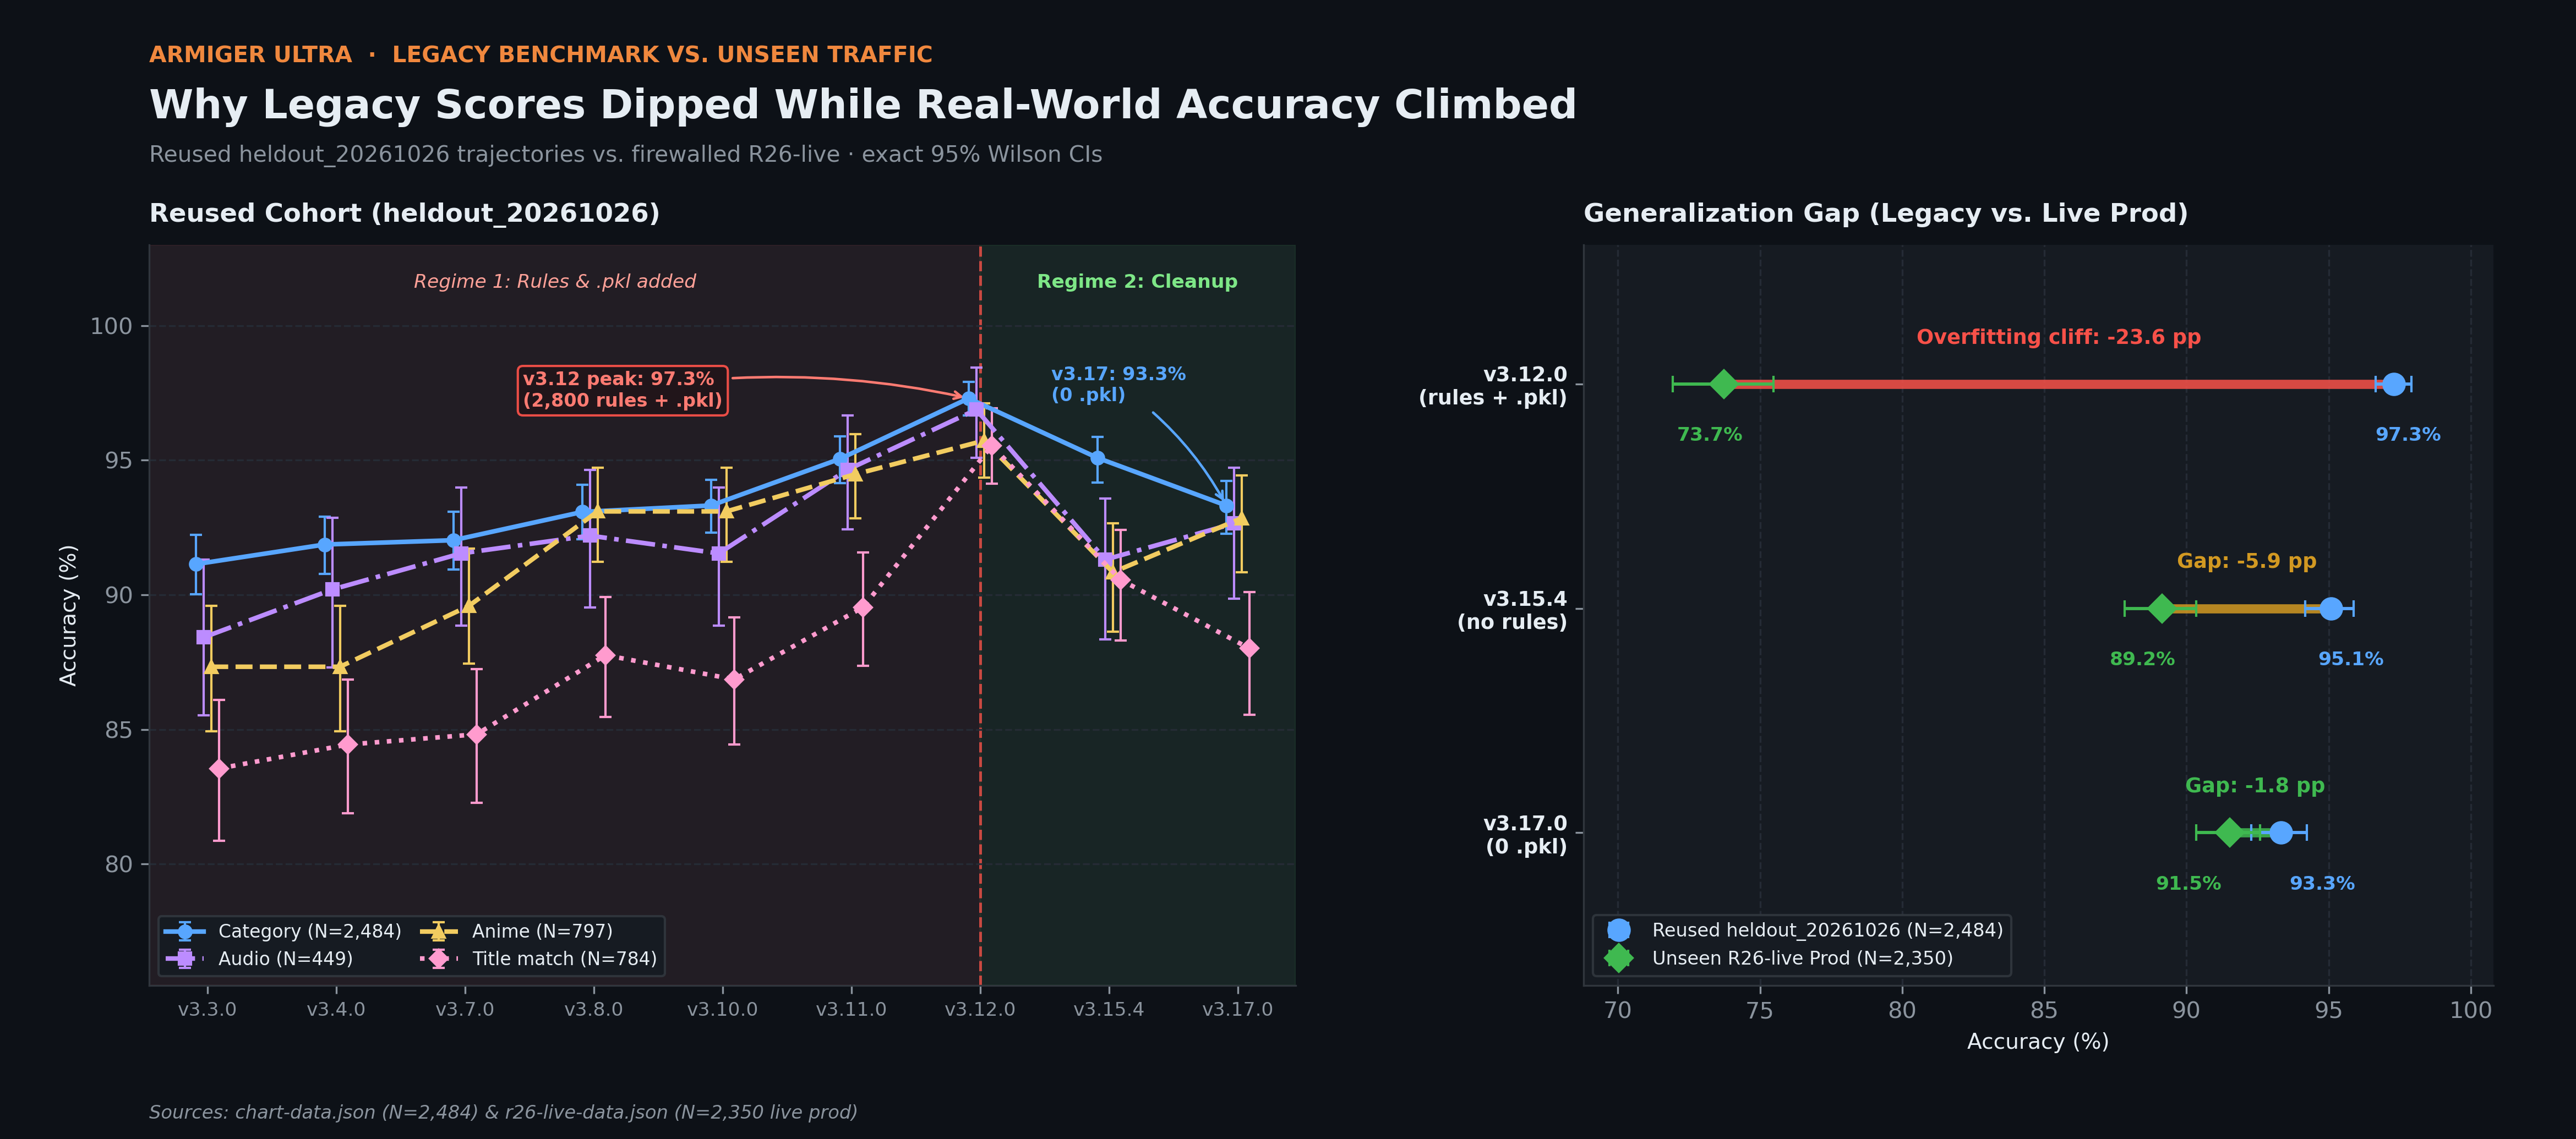 ARMIGER ULTRA · LEGACY BENCHMARK VS. UNSEEN TRAFFIC
Why Legacy Scores Dipped While Real-World Accuracy Climbed
Reused heldout_20261026 trajectories vs. firewalled R26-live · exact 95% Wilson CIs
Reused Cohort (heldout_20261026)
Regime 1: Rules & .pkl added
Regime 2: Cleanup
v3.12 peak: 97.3%
(2,800 rules + .pkl)
v3.17: 93.3%
(0 .pkl)
Accuracy (%)
100
95
90
85
80
Category (N=2,484)
Audio (N=449)
Anime (N=797)
Title match (N=784)
v3.3.0
v3.4.0
v3.7.0
v3.8.0
v3.10.0
v3.11.0
v3.12.0
v3.15.4
v3.17.0
Generalization Gap (Legacy vs. Live Prod)
v3.12.0
(rules + .pkl)
Overfitting cliff: -23.6 pp
73.7%
97.3%
v3.15.4
(no rules)
Gap: -5.9 pp
89.2%
95.1%
v3.17.0
(0 .pkl)
Gap: -1.8 pp
91.5%
93.3%
Reused heldout_20261026 (N=2,484)
Unseen R26-live Prod (N=2,350)
70
75
80
85
90
95
100
Accuracy (%)
Sources: chart-data.json (N=2,484) & r26-live-data.json (N=2,350 live prod)